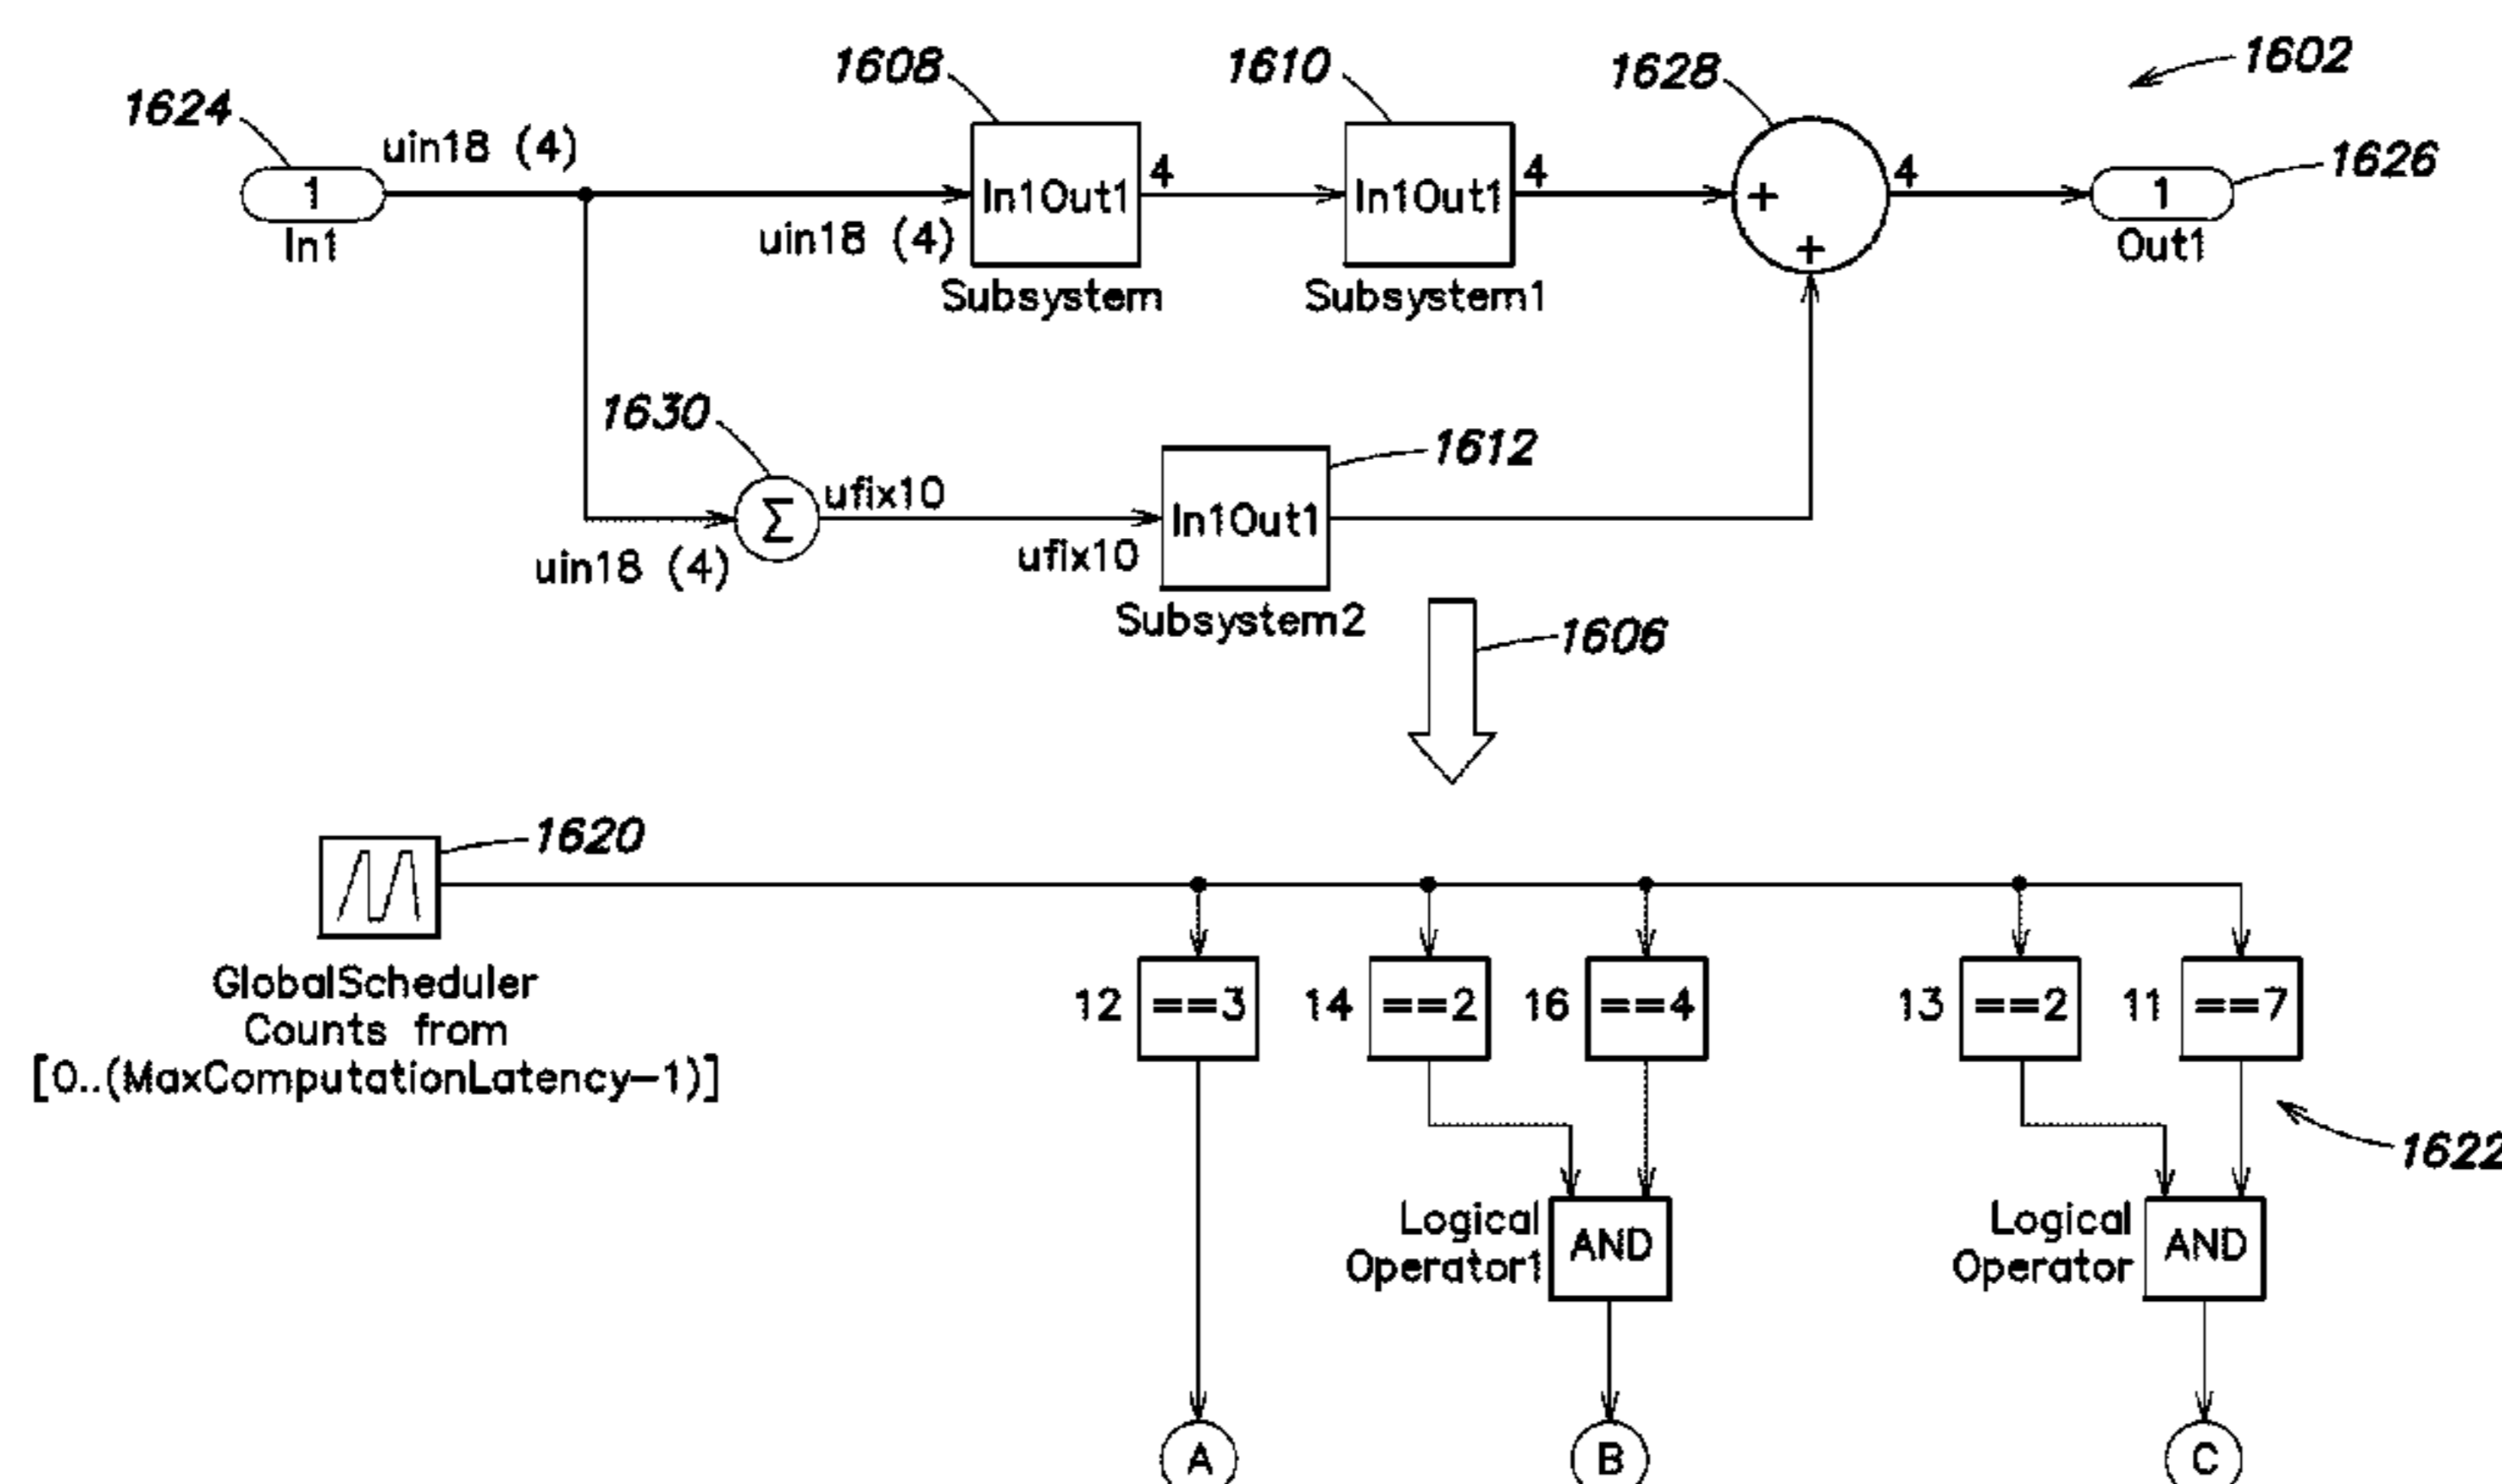 1602
1608
1610
1628
1624
uin18 (4)
1626
1
In1
uin18 (4)
In1Out1
4
Subsystem
In1Out1
4
Subsystem1
+
+
4
1
Out1
1630
1612
uin18 (4)
Σ
ufix10
ufix10
In1Out1
Subsystem2
1606
1620
GlobalScheduler
Counts from
[0..(MaxComputationLatency-1)]
12 ==3
14 ==2
16 ==4
13 ==2
11 ==7
1622
Logical
Operator1
AND
Logical
Operator
AND
A
B
C